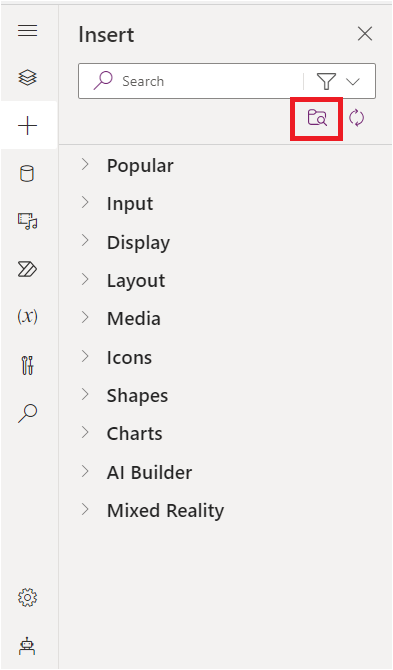 Insert
Search
Popular
Input
Display
Layout
Media
(x)
Icons
Shapes
Charts
AI Builder
Mixed Reality